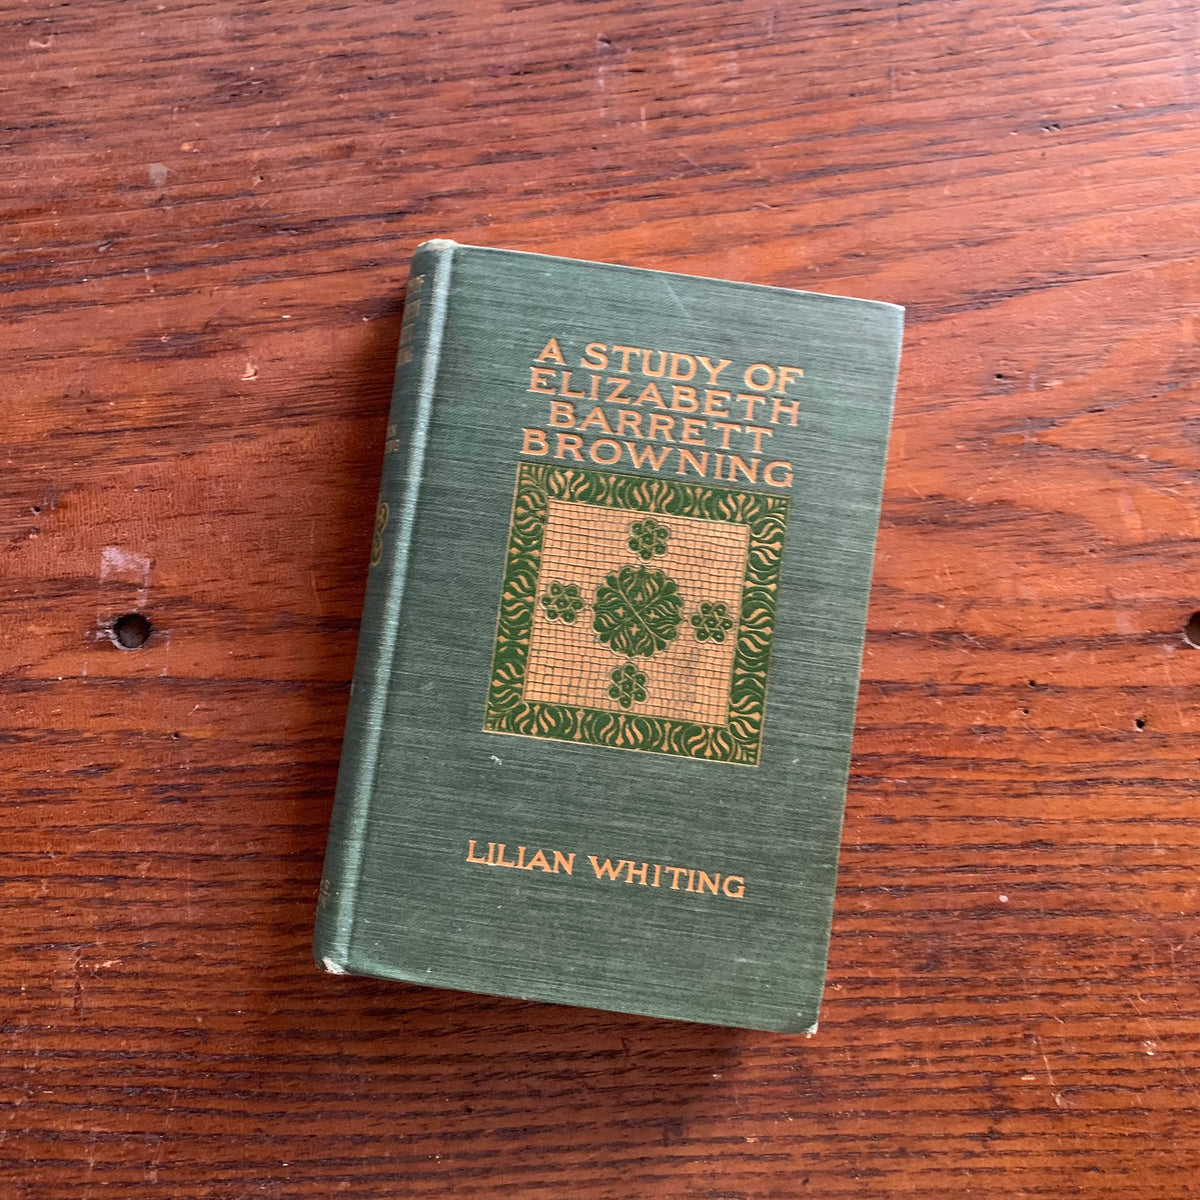 A STUDY OF
ELIZABETH
BARRETT
BROWNING
LILIAN WHITING